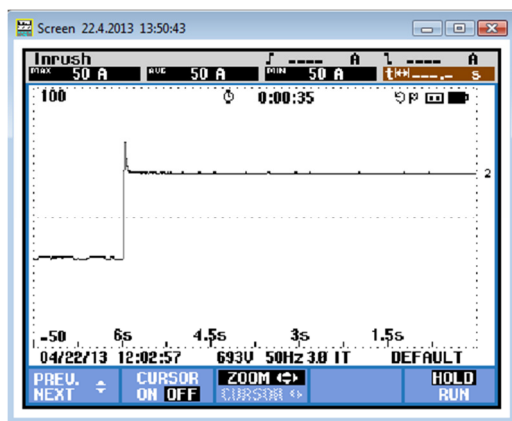 Screen 22.4.2013 13:50:43
Inrush ---- A ---- A
MAX 50 A AVG 50 A MIN 50 A t ---.- s
100 0:00:35
2
-50 6s 4.5s 3s 1.5s
04/22/13 12:02:57 693V 50Hz 3.0 IT DEFAULT
PREV. CURSOR ZOOM HOLD
NEXT ON OFF CURSOR RUN